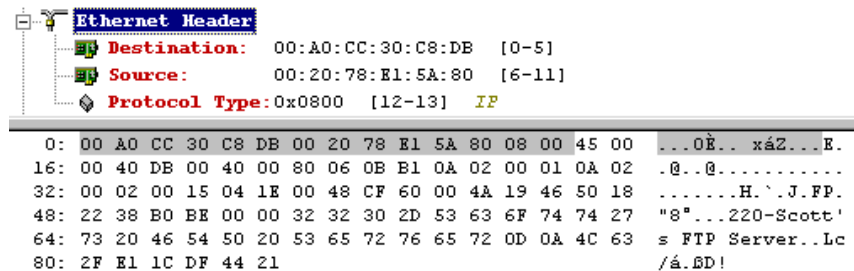 Ethernet Header
Destination: 00:A0:CC:30:C8:DB [0-5]
Source: 00:20:78:E1:5A:80 [6-11]
Protocol Type:0x0800 [12-13] IP
0: 00 A0 CC 30 C8 DB 00 20 78 E1 5A 80 08 00 45 00 ...0È.. xáZ...E.
16: 00 40 DB 00 40 00 80 06 0B B1 0A 02 00 01 0A 02 .@..@...........
32: 00 02 00 15 04 1E 00 48 CF 60 00 4A 19 46 50 18 .......H.`.J.FP.
48: 22 38 B0 BE 00 00 32 32 30 2D 53 63 6F 74 74 27 "8°...220-Scott'
64: 73 20 46 54 50 20 53 65 72 76 65 72 0D 0A 4C 63 s FTP Server..Lc
80: 2F E1 1C DF 44 21 /á.ßD!